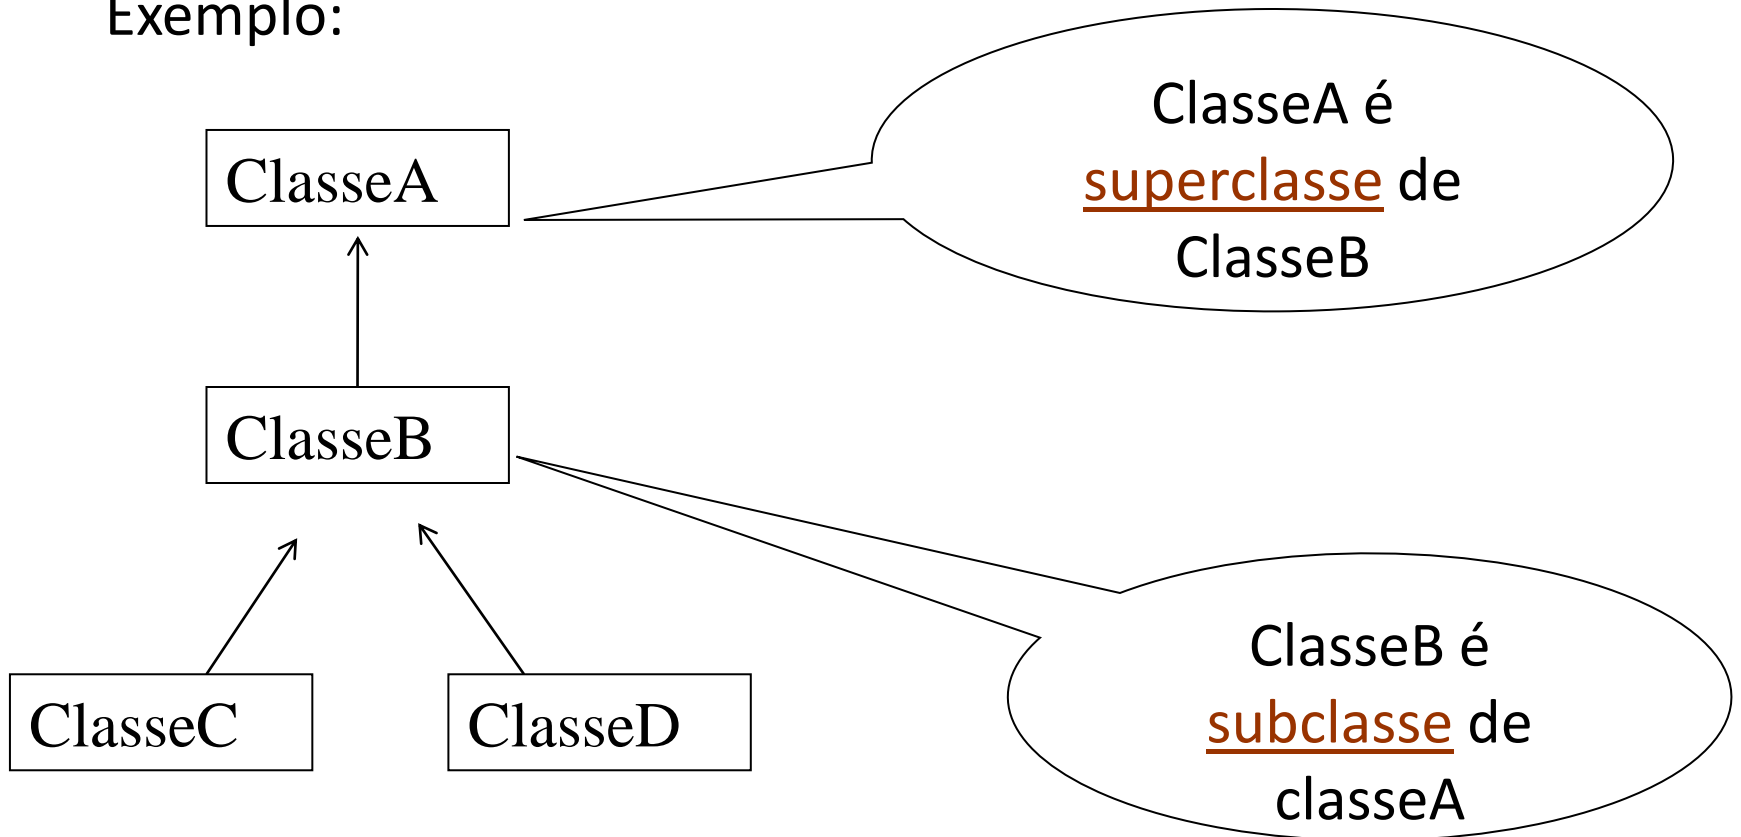 Exemplo:
ClasseA é
superclasse de
ClasseB
ClasseA
ClasseB
ClasseB é
subclasse de
classeA
ClasseC
ClasseD